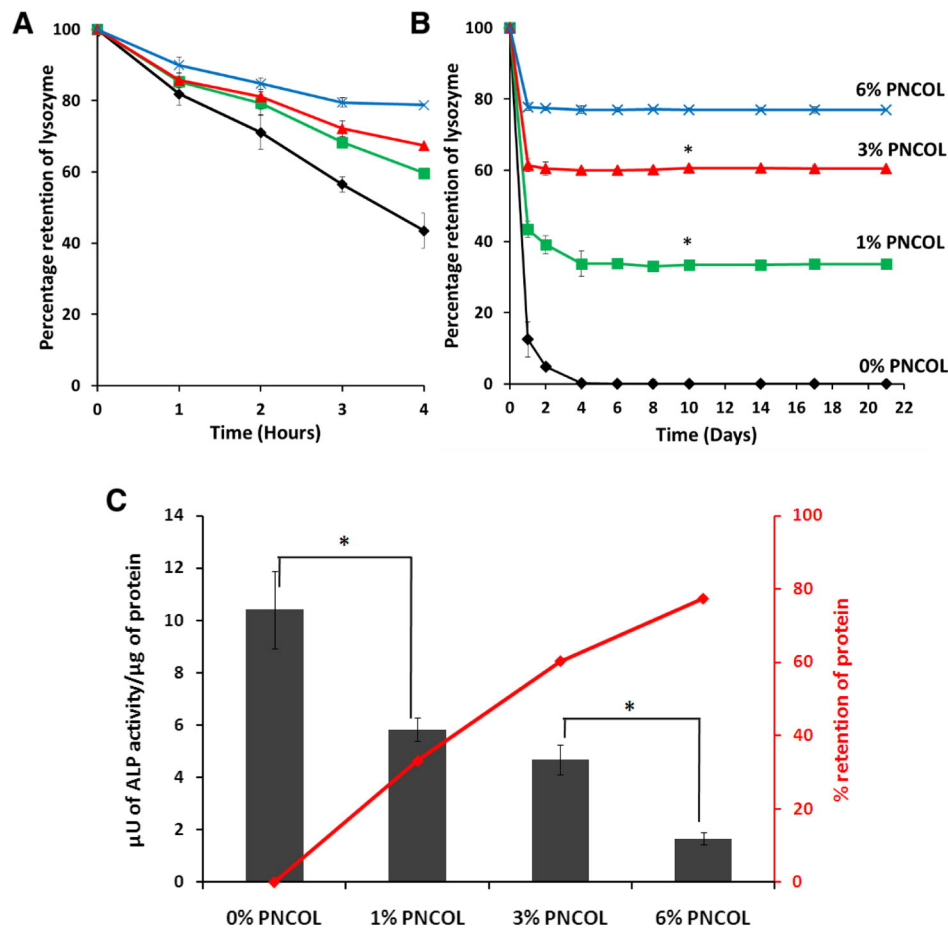 A
Percentage retention of lysozyme
100
80
60
40
20
0
0 1 2 3 4
Time (Hours)
B
Percentage retention of lysozyme
100
80
60
40
20
0
0 2 4 6 8 10 12 14 16 18 20 22
Time (Days)
6% PNCOL
*
3% PNCOL
*
1% PNCOL
0% PNCOL
C
µU of ALP activity/µg of protein
14
12
10
8
6
4
2
0
*
*
100
80
60
40
20
0
% retention of protein
0% PNCOL 1% PNCOL 3% PNCOL 6% PNCOL